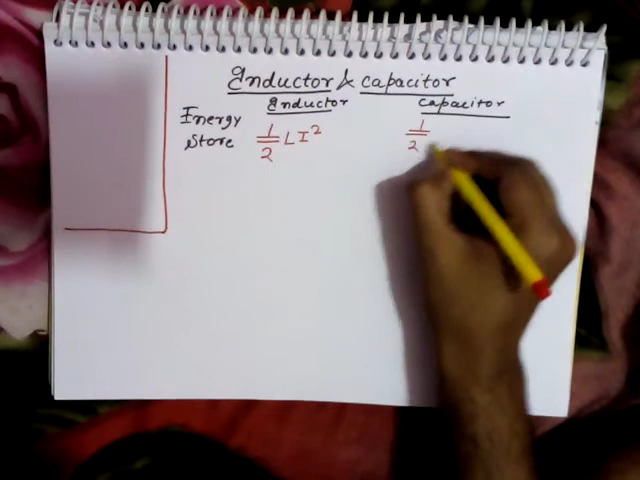 Inductor & capacitor
Inductor capacitor
Energy Store
1/2 LI² 1/2